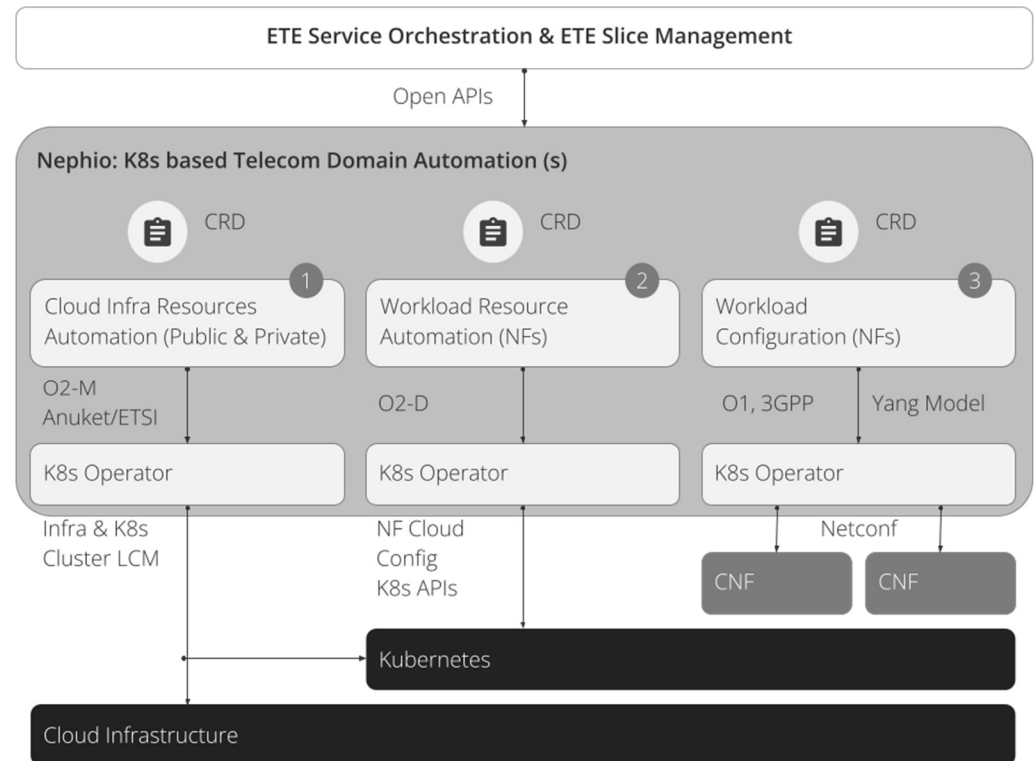 ETE Service Orchestration & ETE Slice Management
Open APIs
Nephio: K8s based Telecom Domain Automation (s)
CRD
CRD
CRD
1
Cloud Infra Resources
Automation (Public & Private)
2
Workload Resource
Automation (NFs)
3
Workload
Configuration (NFs)
O2-M
Anuket/ETSI
O2-D
O1, 3GPP
Yang Model
K8s Operator
K8s Operator
K8s Operator
Infra & K8s
Cluster LCM
NF Cloud
Config
K8s APIs
Netconf
CNF
CNF
Kubernetes
Cloud Infrastructure